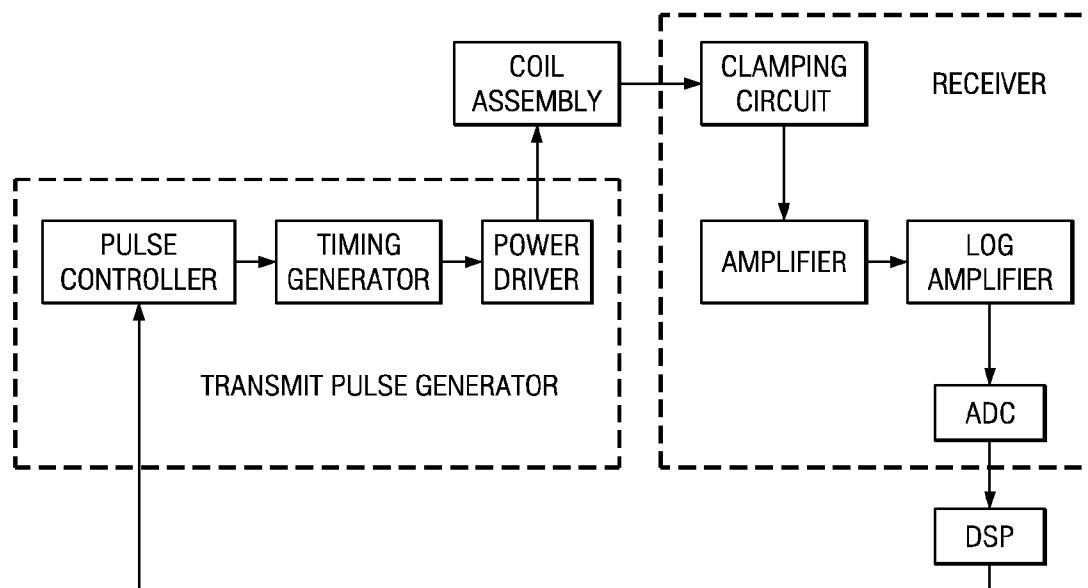 COIL
ASSEMBLY
CLAMPING
CIRCUIT
RECEIVER
PULSE
CONTROLLER
TIMING
GENERATOR
POWER
DRIVER
AMPLIFIER
LOG
AMPLIFIER
TRANSMIT PULSE GENERATOR
ADC
DSP